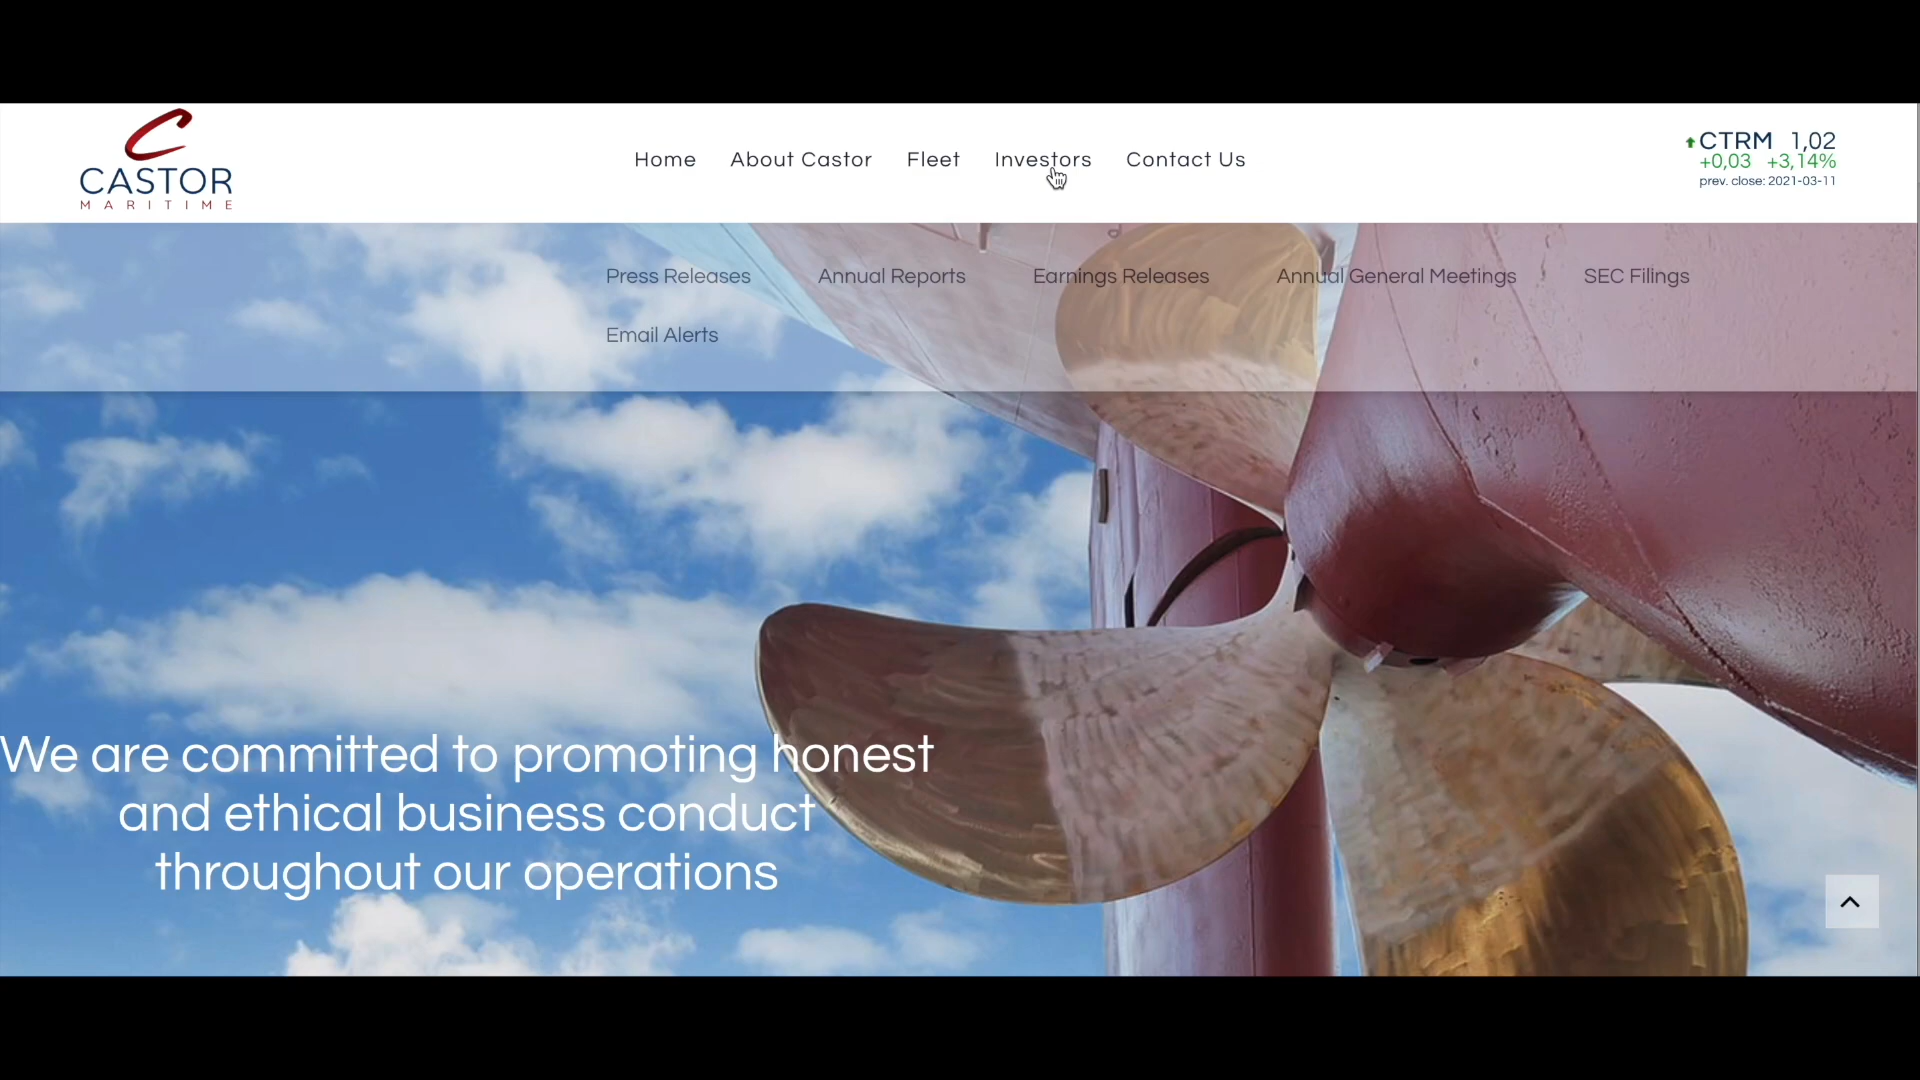 CASTOR
MARITIME
Home About Castor Fleet Investors Contact Us
CTRM 1,02
+0,03 +3,14%
prev. close: 2021-03-11
Press Releases Annual Reports Earnings Releases Annual General Meetings SEC Filings
Email Alerts
We are committed to promoting honest
and ethical business conduct
throughout our operations